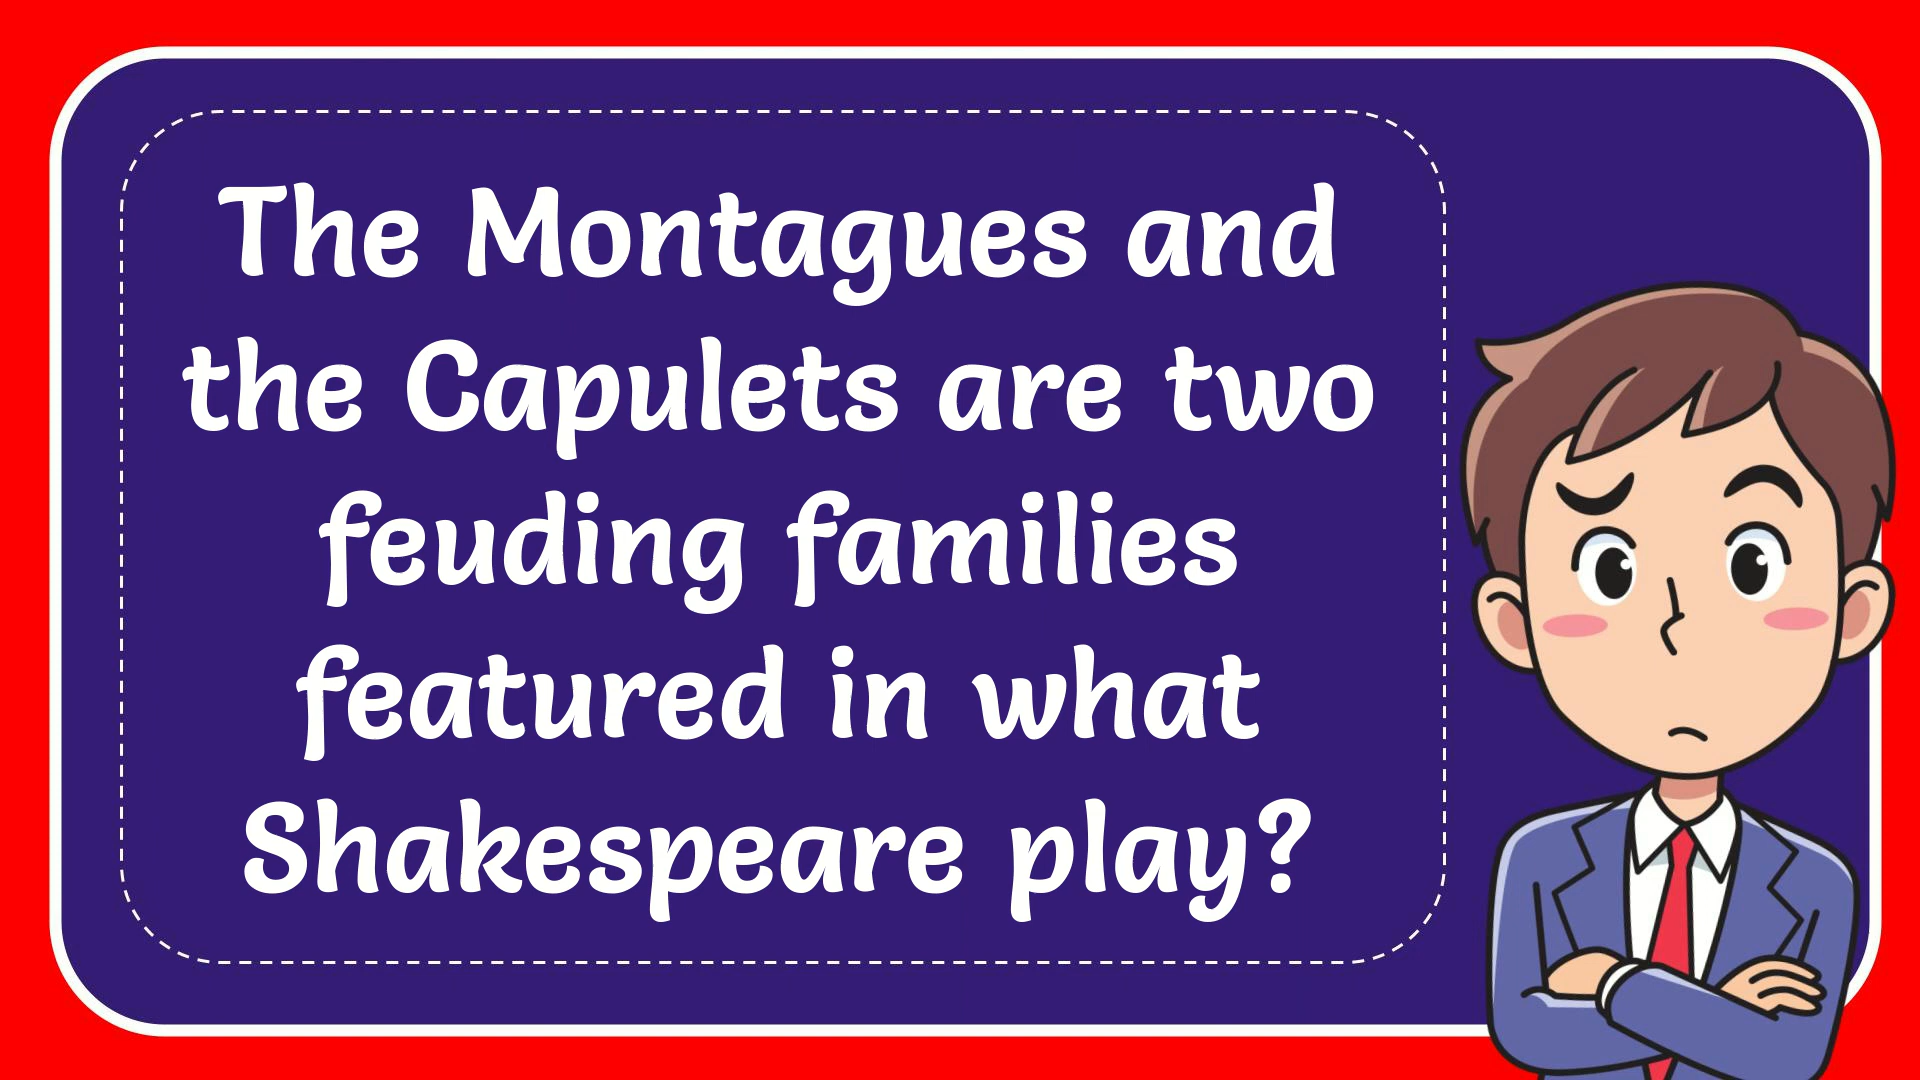 The Montagues and
the Capulets are two
feuding families
featured in what
Shakespeare play?